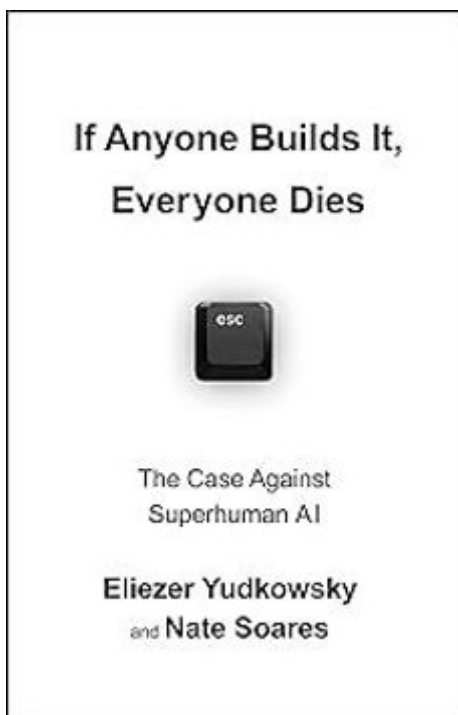 If Anyone Builds It,
Everyone Dies
esc
The Case Against
Superhuman AI
Eliezer Yudkowsky
and Nate Soares